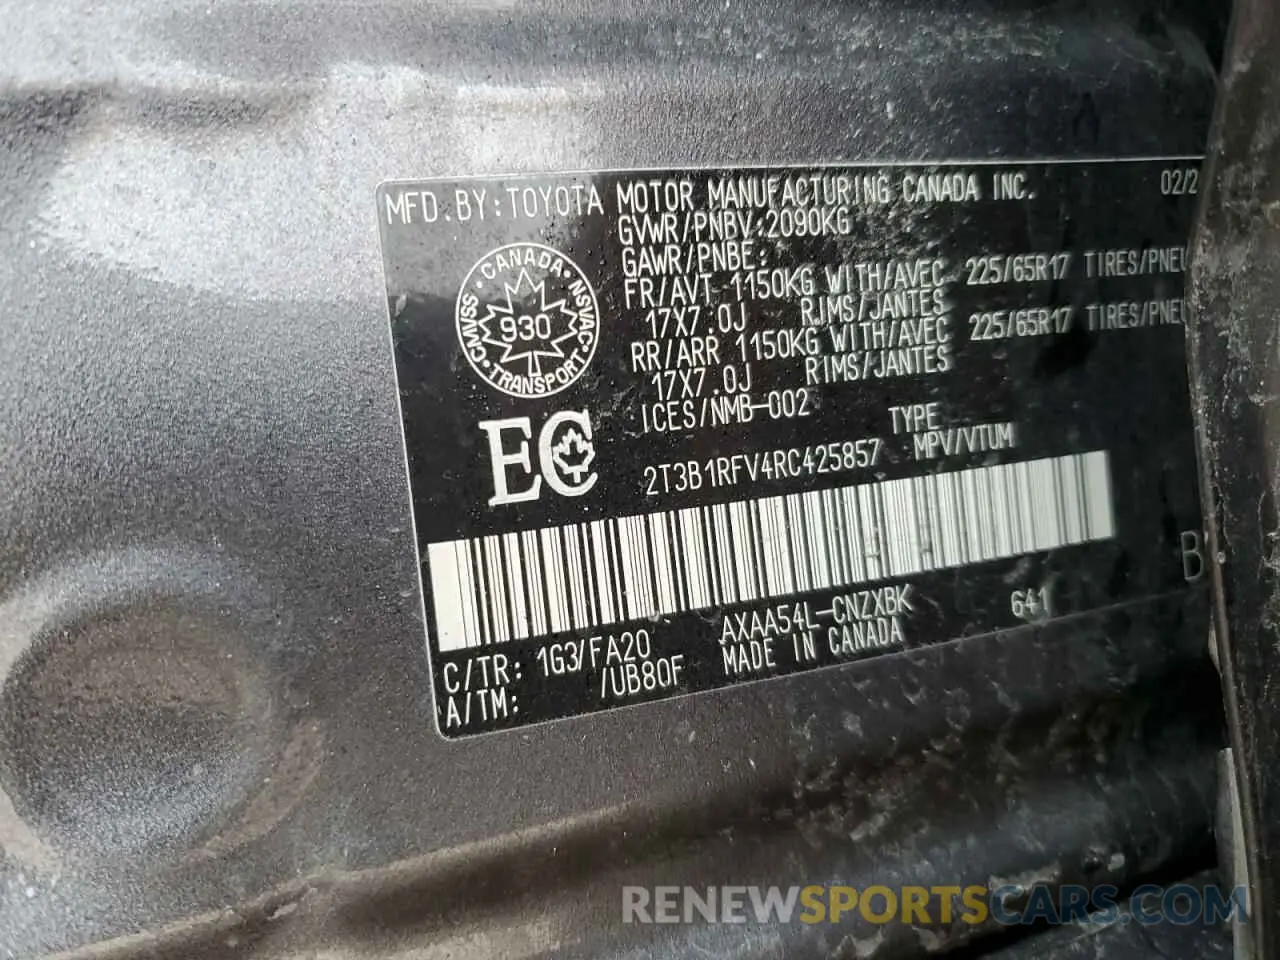 MFD.BY:TOYOTA MOTOR MANUFACTURING CANADA INC. 02/2
GVWR/PNBV:2090KG
GAWR/PNBE:
FR/AVT 1150KG WITH/AVEC 225/65R17 TIRES/PNEU
17X7.0J RIMS/JANTES
RR/ARR 1150KG WITH/AVEC 225/65R17 TIRES/PNEU
17X7.0J RIMS/JANTES
ICES/NMB-002
CANADA
CMVSS NSVAC
930
TRANSPORT
EC
TYPE
2T3B1RFV4RC425857 MPV/VTUM
B
AXAA54L-CNZXBK 641
MADE IN CANADA
C/TR: 1G3/FA20
A/TM: /UB80F
RENEWSPORTSCARS.COM